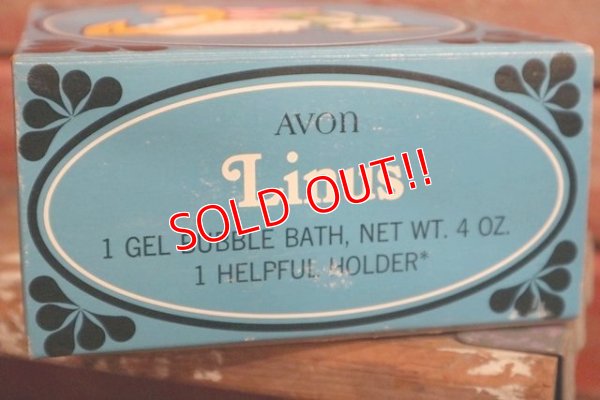 AVON
Linus
SOLD OUT!!
1 GEL BUBBLE BATH, NET WT. 4 OZ.
1 HELPFUL HOLDER*